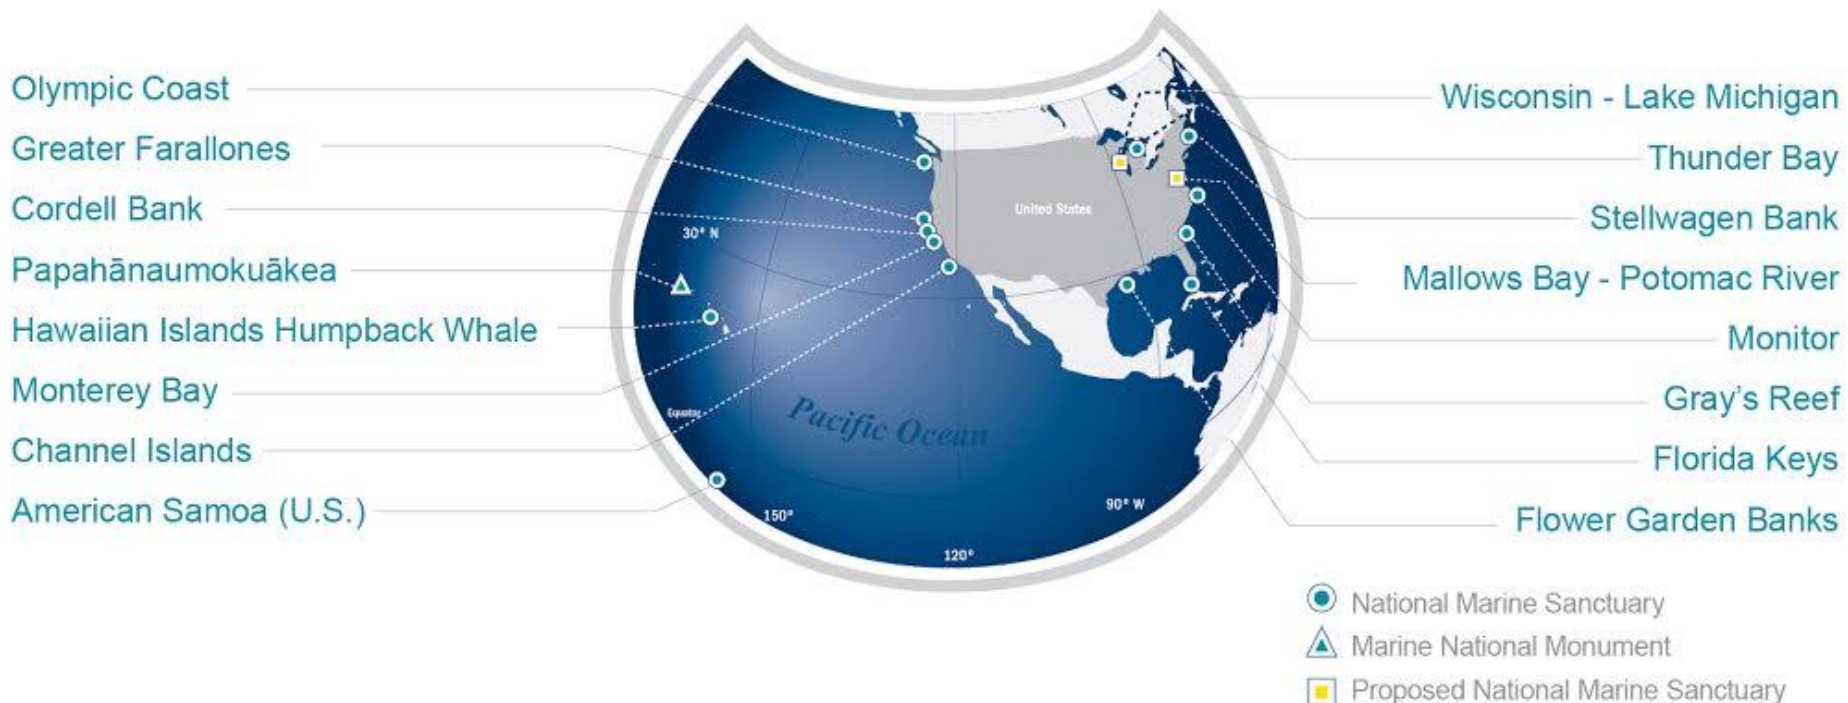 Olympic Coast
Greater Farallones
Cordell Bank
Papahānaumokuākea
Hawaiian Islands Humpback Whale
Monterey Bay
Channel Islands
American Samoa (U.S.)
30° N
United States
Equator
Pacific Ocean
150°
120°
90° W
Wisconsin - Lake Michigan
Thunder Bay
Stellwagen Bank
Mallows Bay - Potomac River
Monitor
Gray's Reef
Florida Keys
Flower Garden Banks
National Marine Sanctuary
Marine National Monument
Proposed National Marine Sanctuary